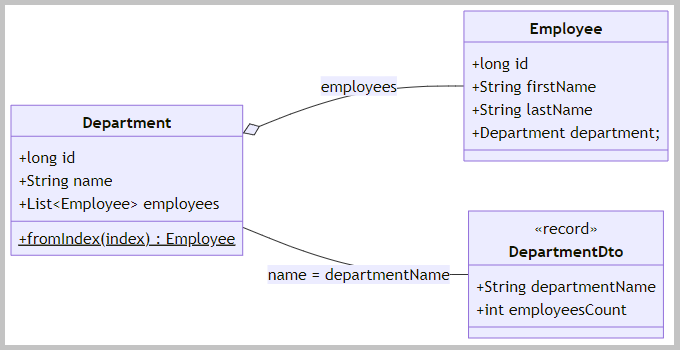 Employee
+long id
+String firstName
+String lastName
+Department department;
employees
Department
+long id
+String name
+List<Employee> employees
+fromIndex(index) : Employee
name = departmentName
«record»
DepartmentDto
+String departmentName
+int employeesCount